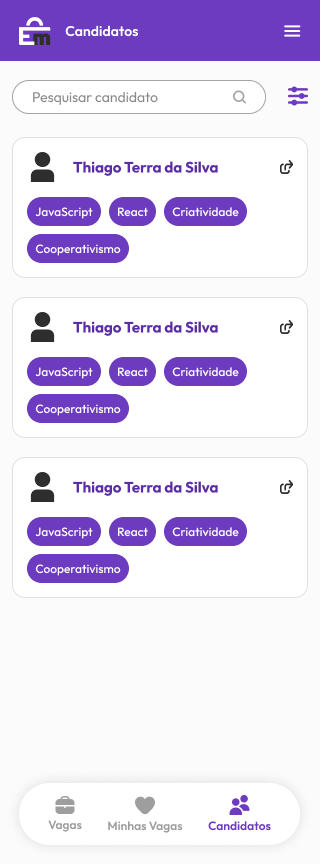 Em Candidatos
Pesquisar candidato
Thiago Terra da Silva
JavaScript React Criatividade
Cooperativismo
Thiago Terra da Silva
JavaScript React Criatividade
Cooperativismo
Thiago Terra da Silva
JavaScript React Criatividade
Cooperativismo
Vagas Minhas Vagas Candidatos